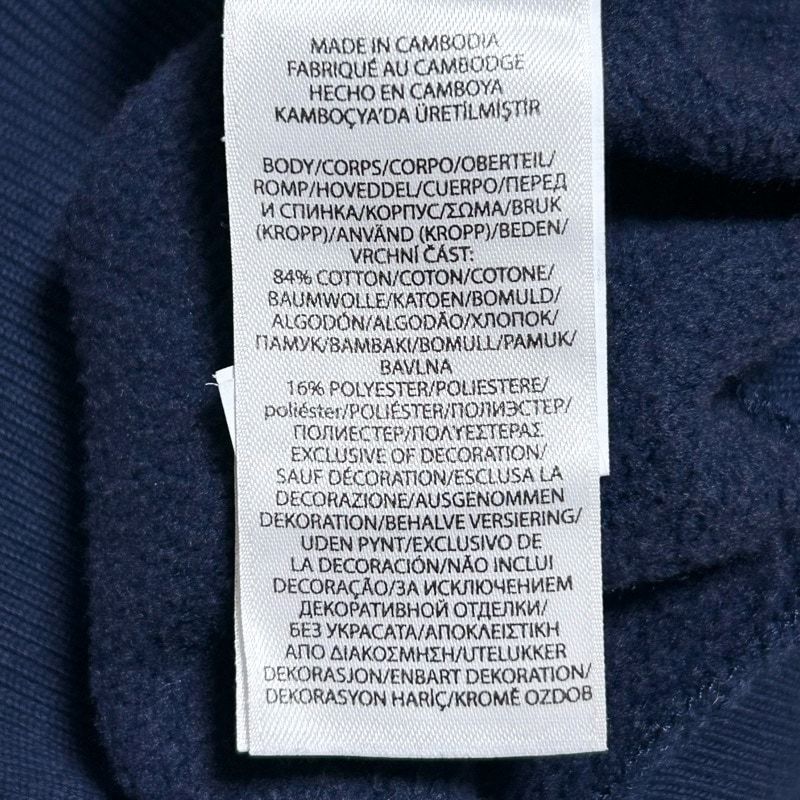 MADE IN CAMBODIA
FABRIQUÉ AU CAMBODGE
HECHO EN CAMBOYA
KAMBOÇYA'DA ÜRETİLMİŞTİR
BODY/CORPS/CORPO/OBERTEIL/
ROMP/HOVEDDEL/CUERPO/ПЕРЕД
И СПИНКА/КОРПУС/ΣΩΜΑ/BRUK
(KROPP)/ANVÄND (KROPP)/BEDEN/
VRCHNÍ ČÁST:
84% COTTON/COTON/COTONE/
BAUMWOLLE/KATOEN/BOMULD/
ALGODÓN/ALGODÃO/ХЛОПОК/
ПАМУК/BAMBAKI/BOMULL/PAMUK/
BAVLNA
16% POLYESTER/POLIESTERE/
poliéster/POLIÉSTER/ПОЛИЭСТЕР/
ПОЛИЕСТЕР/ΠΟΛΥΕΣΤΕΡΑΣ
EXCLUSIVE OF DECORATION/
SAUF DÉCORATION/ESCLUSA LA
DECORAZIONE/AUSGENOMMEN
DEKORATION/BEHALVE VERSIERING/
UDEN PYNT/EXCLUSIVO DE
LA DECORACIÓN/NÃO INCLUI
DECORAÇÃO/ЗА ИСКЛЮЧЕНИЕМ
ДЕКОРАТИВНОЙ ОТДЕЛКИ/
БЕЗ УКРАСАТА/ΑΠΟΚΛΕΙΣΤΙΚΗ
ΑΠΟ ΔΙΑΚΟΣΜΗΣΗ/UTELUKKER
DEKORASJON/ENBART DEKORATION/
DEKORASYON HARİÇ/KROMĚ OZDOB